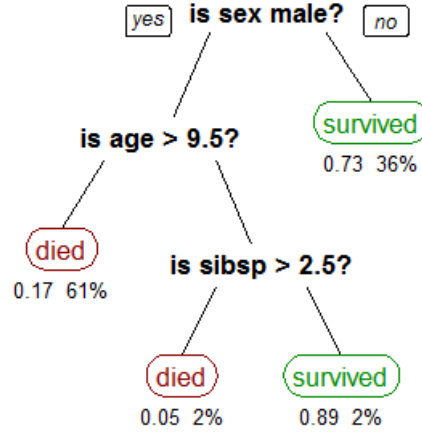 yes is sex male? no
survived
0.73 36%
is age > 9.5?
died
0.17 61%
is sibsp > 2.5?
died survived
0.05 2% 0.89 2%